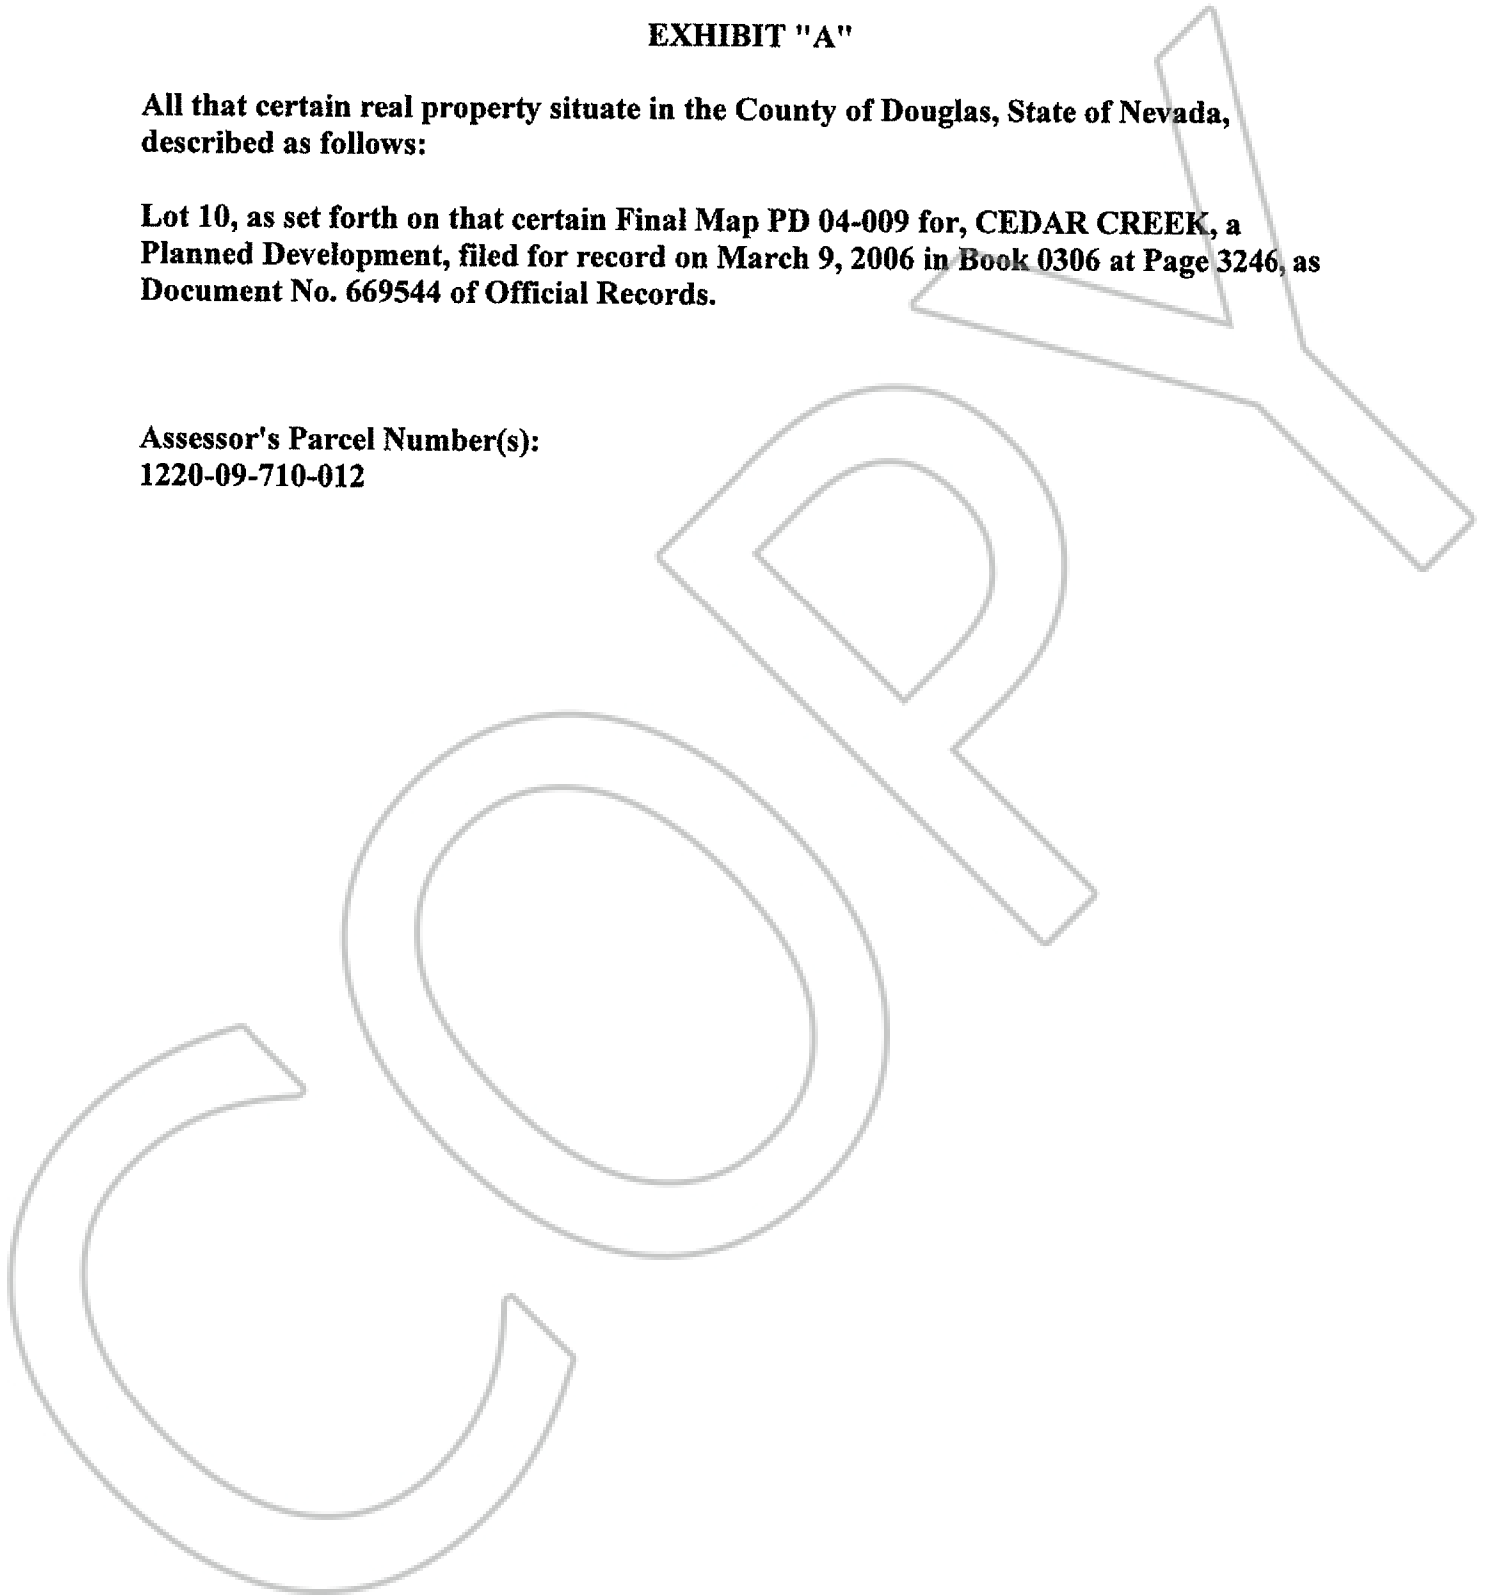 EXHIBIT "A"
All that certain real property situate in the County of Douglas, State of Nevada,
described as follows:
Lot 10, as set forth on that certain Final Map PD 04-009 for, CEDAR CREEK, a
Planned Development, filed for record on March 9, 2006 in Book 0306 at Page 3246, as
Document No. 669544 of Official Records.
Assessor's Parcel Number(s):
1220-09-710-012
COPY